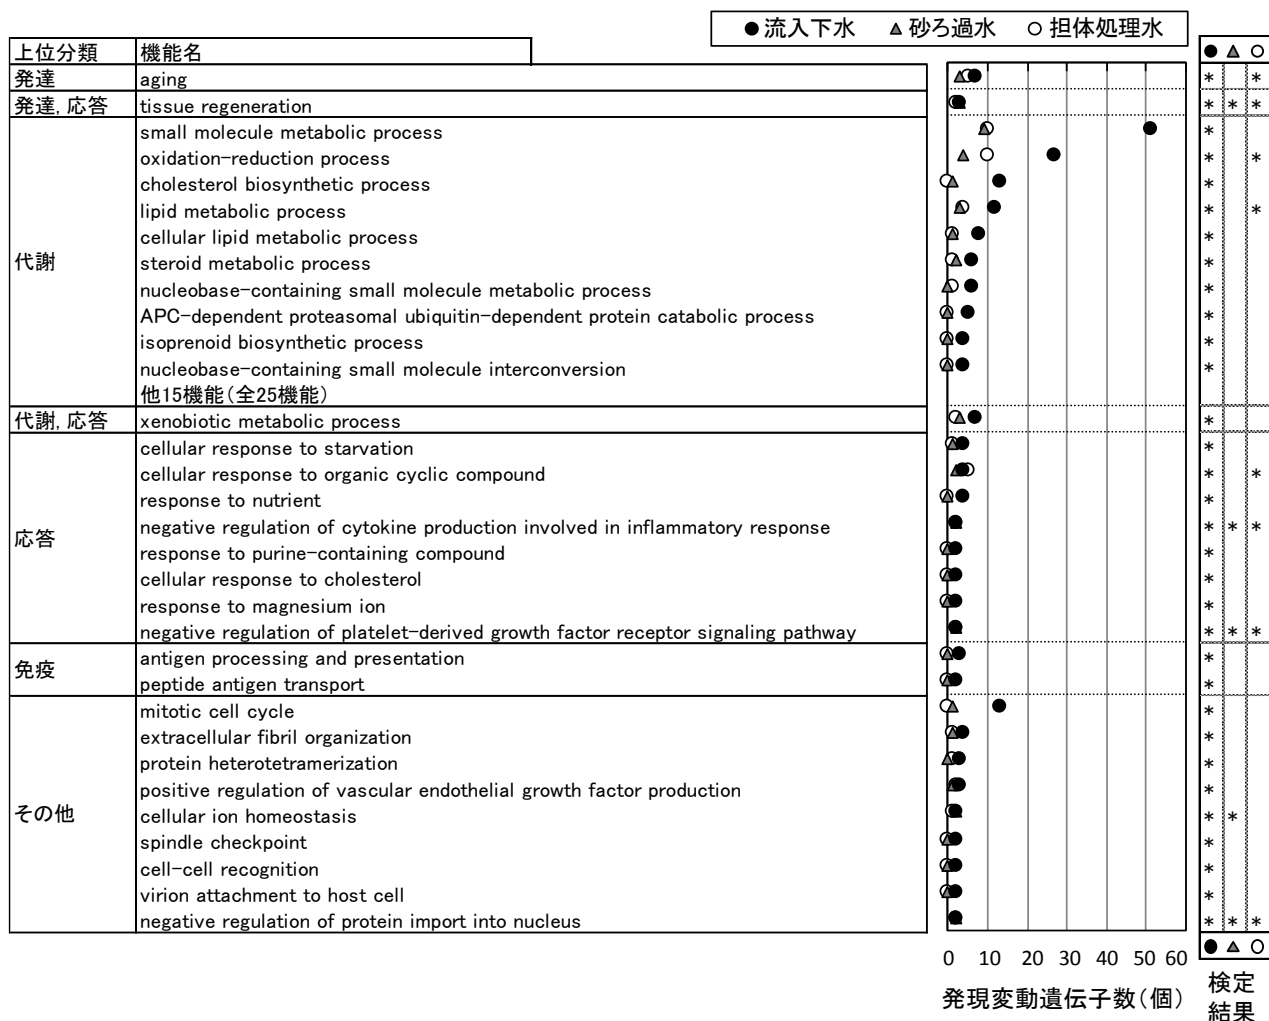 ● 流入下水 ▲ 砂ろ過水 ○ 担体処理水
上位分類 機能名 ● ▲ ○
発達 aging * *
発達, 応答 tissue regeneration * * *
small molecule metabolic process *
oxidation-reduction process * *
cholesterol biosynthetic process *
lipid metabolic process * *
cellular lipid metabolic process *
代謝 steroid metabolic process *
nucleobase-containing small molecule metabolic process *
APC-dependent proteasomal ubiquitin-dependent protein catabolic process *
isoprenoid biosynthetic process *
nucleobase-containing small molecule interconversion *
他15機能(全25機能)
代謝, 応答 xenobiotic metabolic process *
cellular response to starvation *
cellular response to organic cyclic compound * *
response to nutrient *
応答 negative regulation of cytokine production involved in inflammatory response * * *
response to purine-containing compound *
cellular response to cholesterol *
response to magnesium ion *
negative regulation of platelet-derived growth factor receptor signaling pathway * * *
免疫 antigen processing and presentation *
peptide antigen transport *
mitotic cell cycle *
extracellular fibril organization *
protein heterotetramerization *
positive regulation of vascular endothelial growth factor production *
その他 cellular ion homeostasis * *
spindle checkpoint *
cell-cell recognition *
virion attachment to host cell *
negative regulation of protein import into nucleus * * *
● ▲ ○
0 10 20 30 40 50 60
発現変動遺伝子数(個)
検定
結果